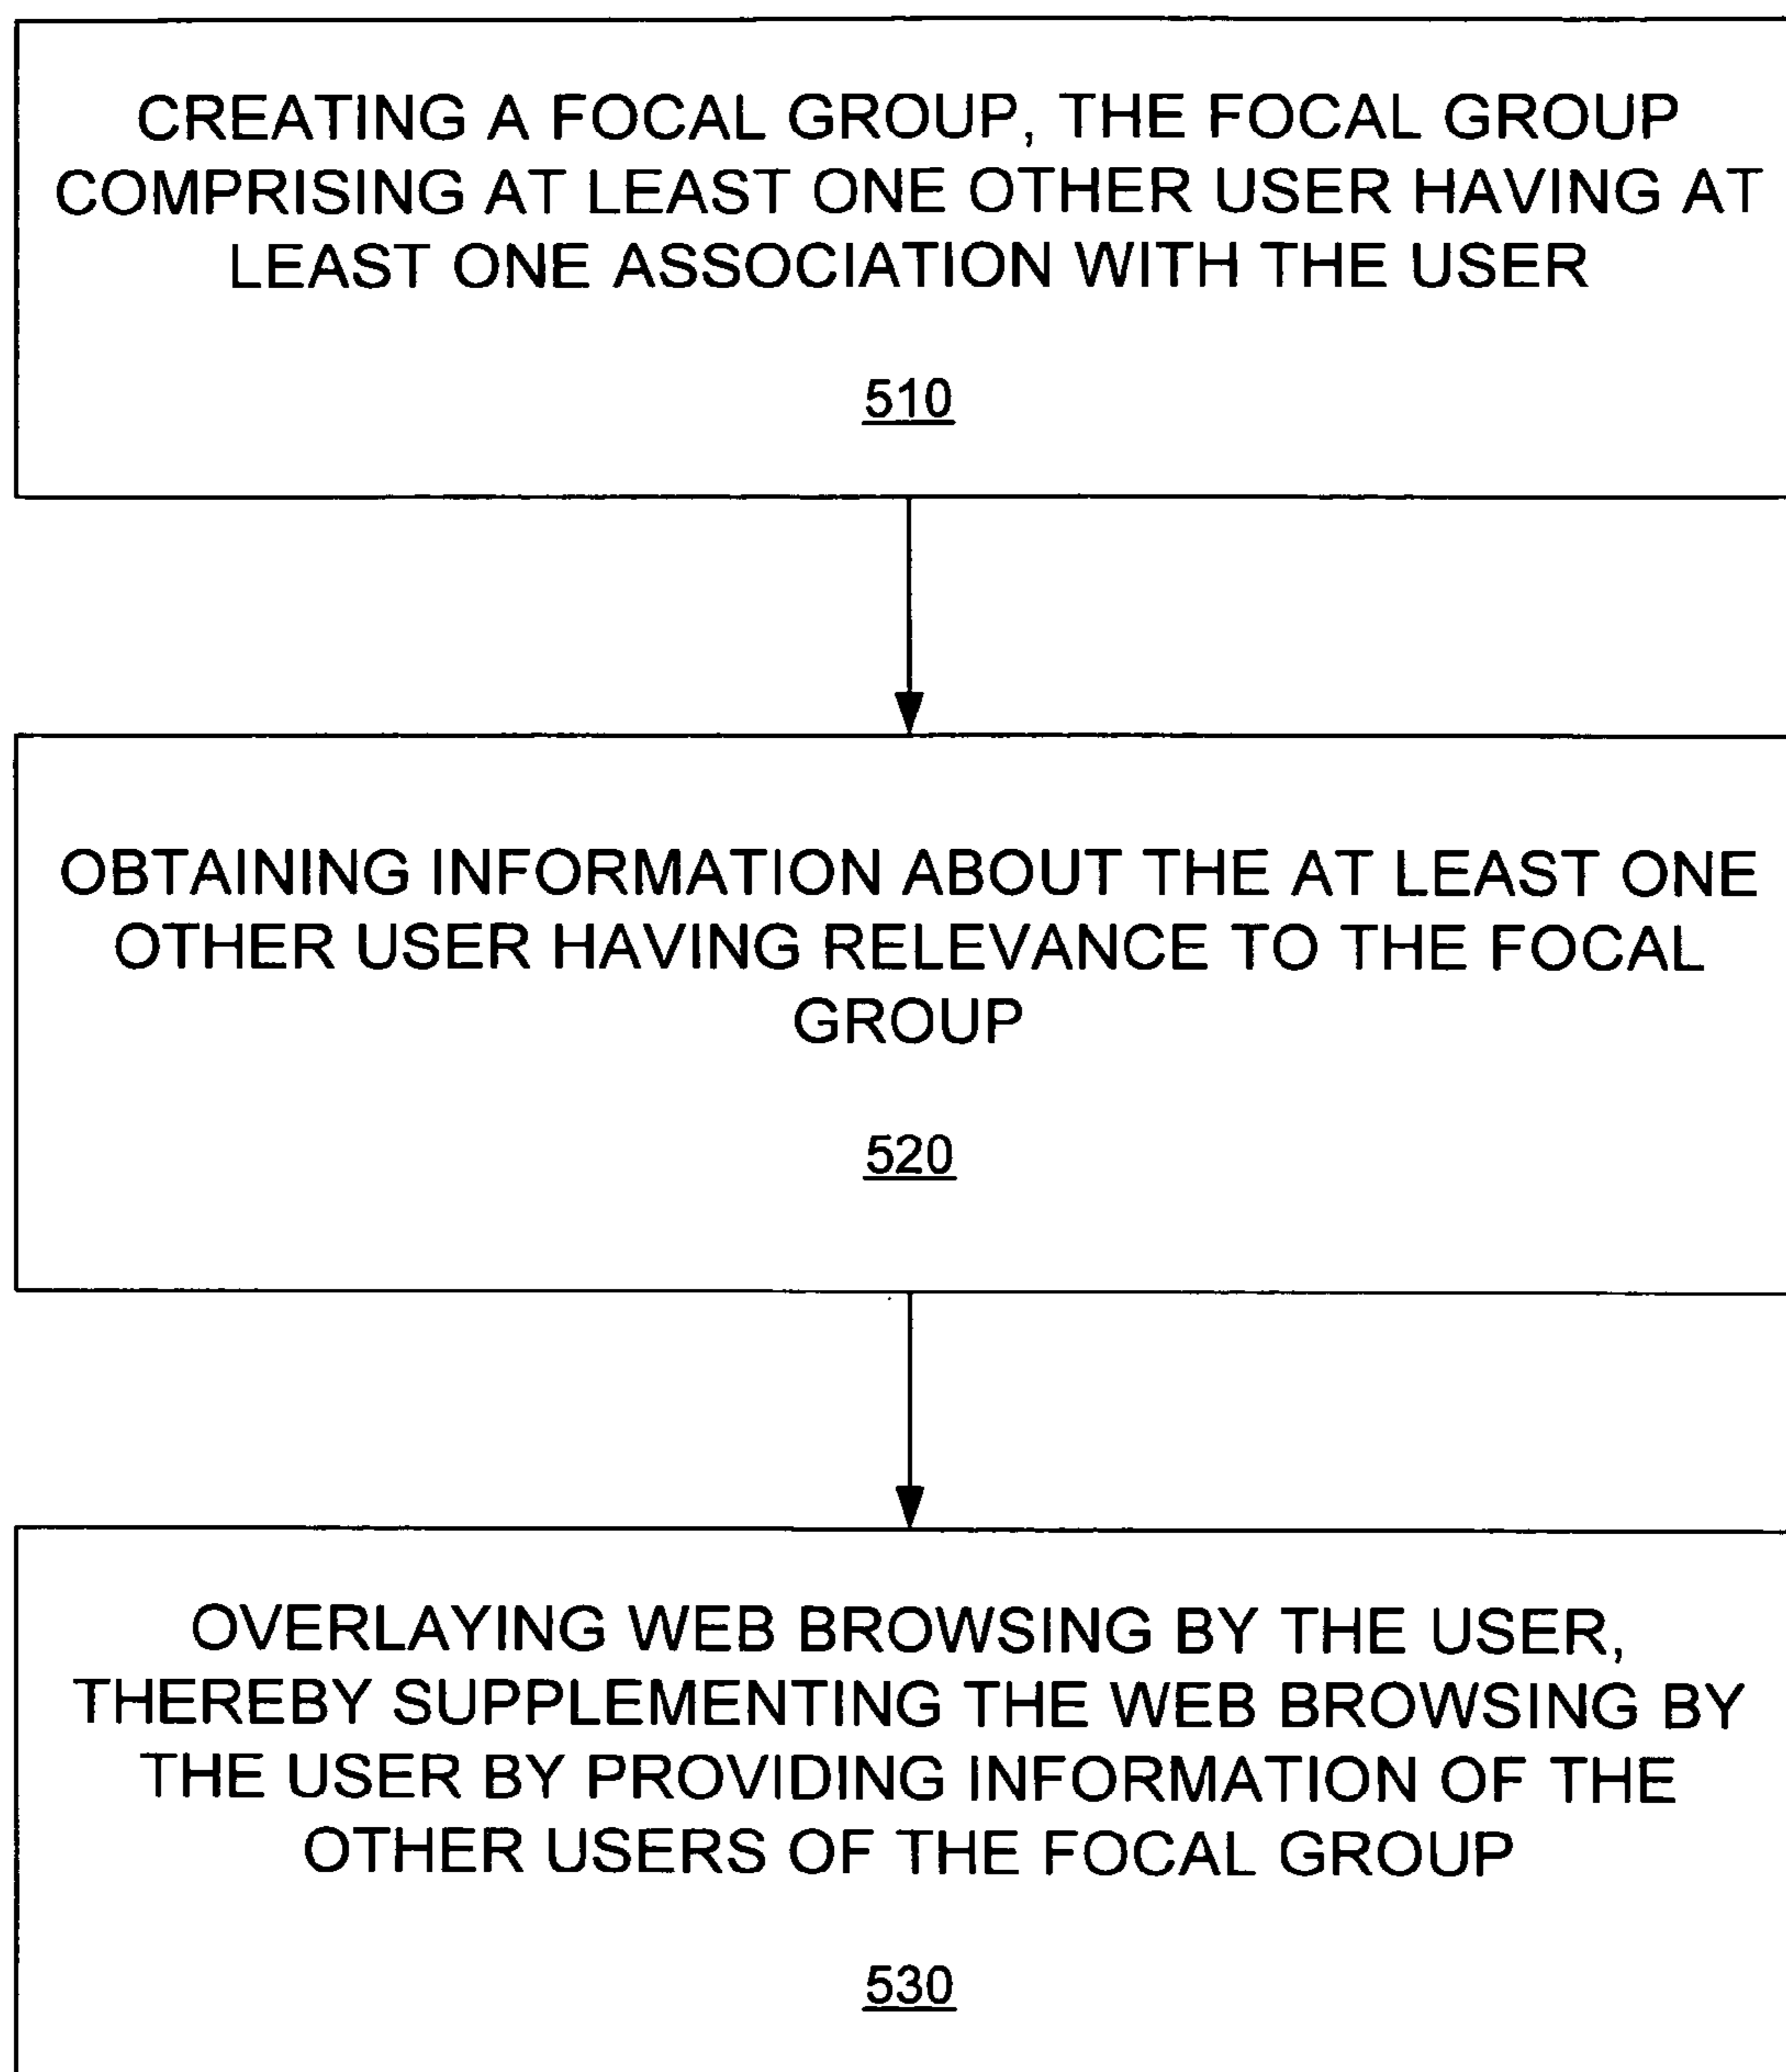 CREATING A FOCAL GROUP, THE FOCAL GROUP
COMPRISING AT LEAST ONE OTHER USER HAVING AT
LEAST ONE ASSOCIATION WITH THE USER
510
OBTAINING INFORMATION ABOUT THE AT LEAST ONE
OTHER USER HAVING RELEVANCE TO THE FOCAL
GROUP
520
OVERLAYING WEB BROWSING BY THE USER,
THEREBY SUPPLEMENTING THE WEB BROWSING BY
THE USER BY PROVIDING INFORMATION OF THE
OTHER USERS OF THE FOCAL GROUP
530